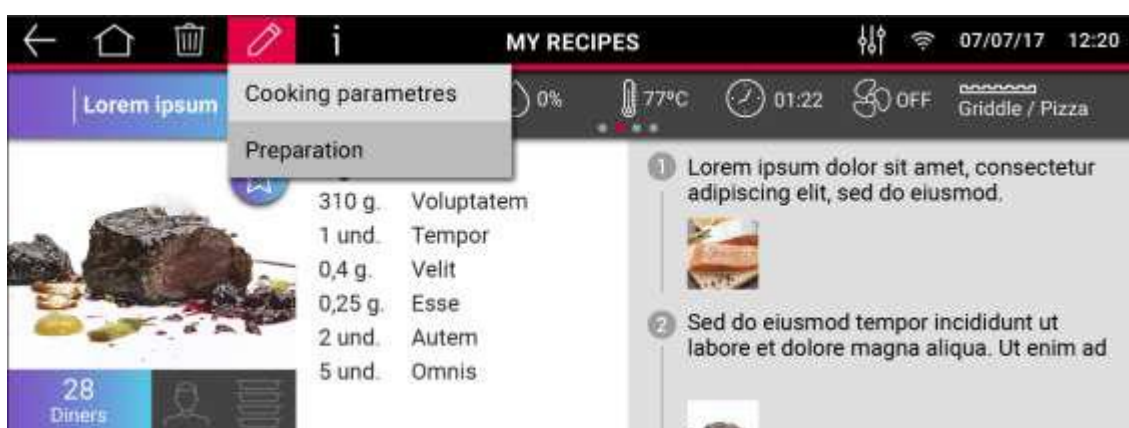 MY RECIPES
07/07/17 12:20
Lorem ipsum
Cooking parametres
Preparation
0%
77ºC
01:22
OFF
Griddle / Pizza
310 g. Voluptatem
1 und. Tempor
0,4 g. Velit
0,25 g. Esse
2 und. Autem
5 und. Omnis
28
Diners
1 Lorem ipsum dolor sit amet, consectetur
adipiscing elit, sed do eiusmod.
2 Sed do eiusmod tempor incididunt ut
labore et dolore magna aliqua. Ut enim ad